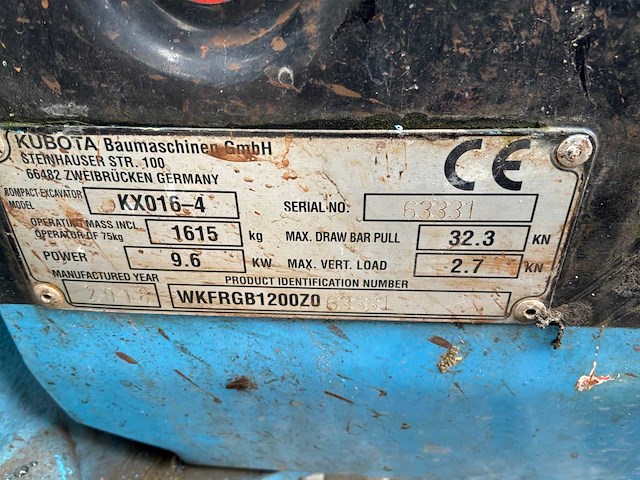 KUBOTA Baumaschinen GmbH
STEINHAUSER STR. 100
66482 ZWEIBRÜCKEN GERMANY
CE
COMPACT EXCAVATOR MODEL KX016-4 SERIAL NO. 63331
OPERATING MASS INCL. OPERATOR OF 75kg 1615 kg MAX. DRAW BAR PULL 32.3 KN
POWER 9.6 KW MAX. VERT. LOAD 2.7 KN
MANUFACTURED YEAR PRODUCT IDENTIFICATION NUMBER
WKFRGB1200Z063331